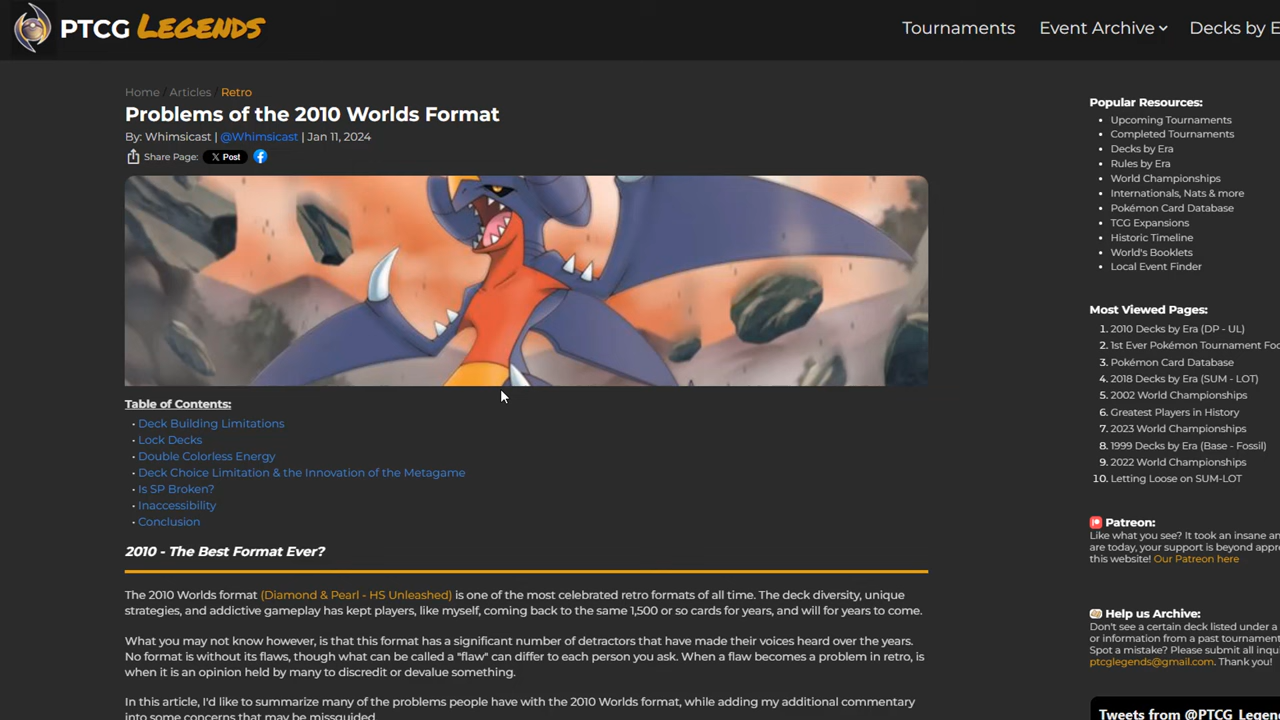 PTCG Legends
Tournaments
Event Archive
Decks by E
Home / Articles / Retro
Problems of the 2010 Worlds Format
By: Whimsicast | @Whimsicast | Jan 11, 2024
Share Page: X Post
Table of Contents:
• Deck Building Limitations
• Lock Decks
• Double Colorless Energy
• Deck Choice Limitation & the Innovation of the Metagame
• Is SP Broken?
• Inaccessibility
• Conclusion
2010 - The Best Format Ever?
The 2010 Worlds format (Diamond & Pearl - HS Unleashed) is one of the most celebrated retro formats of all time. The deck diversity, unique
strategies, and addictive gameplay has kept players, like myself, coming back to the same 1,500 or so cards for years, and will for years to come.
What you may not know however, is that this format has a significant number of detractors that have made their voices heard over the years.
No format is without its flaws, though what can be called a "flaw" can differ to each person you ask. When a flaw becomes a problem in retro, is
when it is an opinion held by many to discredit or devalue something.
In this article, I'd like to summarize many of the problems people have with the 2010 Worlds format, while adding my additional commentary
into some concerns that may be misguided
Popular Resources:
• Upcoming Tournaments
• Completed Tournaments
• Decks by Era
• Rules by Era
• World Championships
• Internationals, Nats & more
• Pokémon Card Database
• TCG Expansions
• Historic Timeline
• World's Booklets
• Local Event Finder
Most Viewed Pages:
1. 2010 Decks by Era (DP - UL)
2. 1st Ever Pokémon Tournament Foo
3. Pokémon Card Database
4. 2018 Decks by Era (SUM - LOT)
5. 2002 World Championships
6. Greatest Players in History
7. 2023 World Championships
8. 1999 Decks by Era (Base - Fossil)
9. 2022 World Championships
10. Letting Loose on SUM-LOT
Patreon:
Like what you see? It took an insane an
are today, your support is beyond appr
this website! Our Patreon here
Help us Archive:
Don't see a certain deck listed under a
or information from a past tournamen
Spot a mistake? Please submit all inqui
ptcglegends@gmail.com. Thank you!
Tweets from @PTCG_Legen